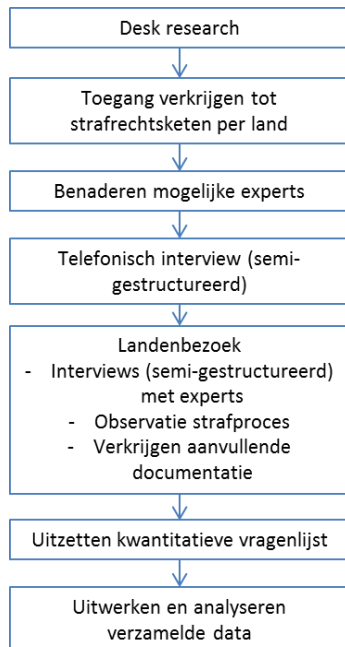 Desk research
Toegang verkrijgen tot
strafrechtsketen per land
Benaderen mogelijke experts
Telefonisch interview (semi-
gestructureerd)
Landenbezoek
- Interviews (semi-gestructureerd)
met experts
- Observatie strafproces
- Verkrijgen aanvullende
documentatie
Uitzetten kwantitatieve vragenlijst
Uitwerken en analyseren
verzamelde data